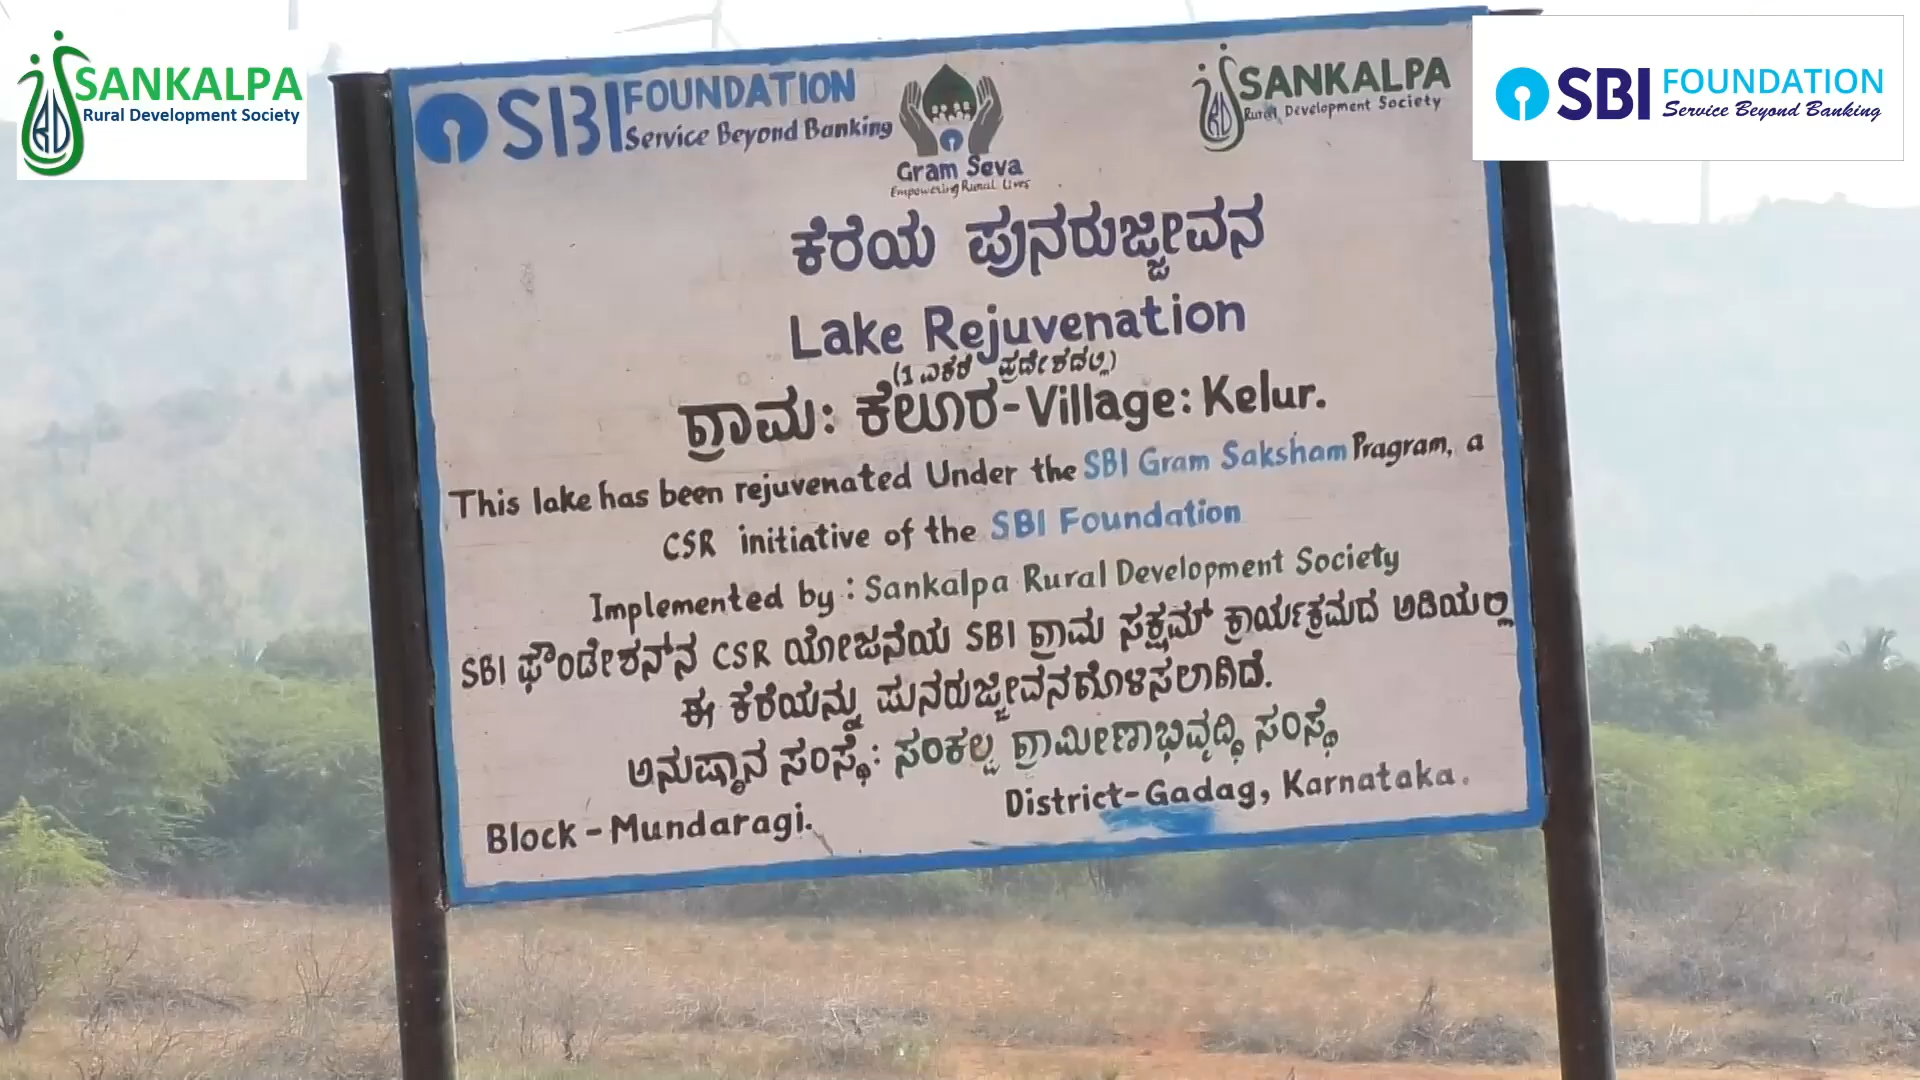 SANKALPA
Rural Development Society
SBI FOUNDATION
Service Beyond Banking
SBI FOUNDATION
Service Beyond Banking
Gram Seva
Empowering Rural Lives
SANKALPA
Rural Development Society
ಕೆರೆಯ ಪುನರುಜ್ಜೀವನ
Lake Rejuvenation
(1 ಎಕರೆ ಪ್ರದೇಶದಲ್ಲಿ)
ಗ್ರಾಮ: ಕೆಲೂರ-Village: Kelur.
This lake has been rejuvenated Under the SBI Gram Saksham Pragram, a
CSR initiative of the SBI Foundation
Implemented by: Sankalpa Rural Development Society
SBI ಫೌಂಡೇಶನ್‌ನ CSR ಯೋಜನೆಯ SBI ಗ್ರಾಮ ಸಕ್ಷಮ್ ಕಾರ್ಯಕ್ರಮದ ಅಡಿಯಲ್ಲಿ
ಈ ಕೆರೆಯನ್ನು ಪುನರುಜ್ಜೀವನಗೊಳಿಸಲಾಗಿದೆ.
ಅನುಷ್ಠಾನ ಸಂಸ್ಥೆ: ಸಂಕಲ್ಪ ಗ್ರಾಮೀಣಾಭಿವೃದ್ಧಿ ಸಂಸ್ಥೆ
Block-Mundaragi. District-Gadag, Karnataka.